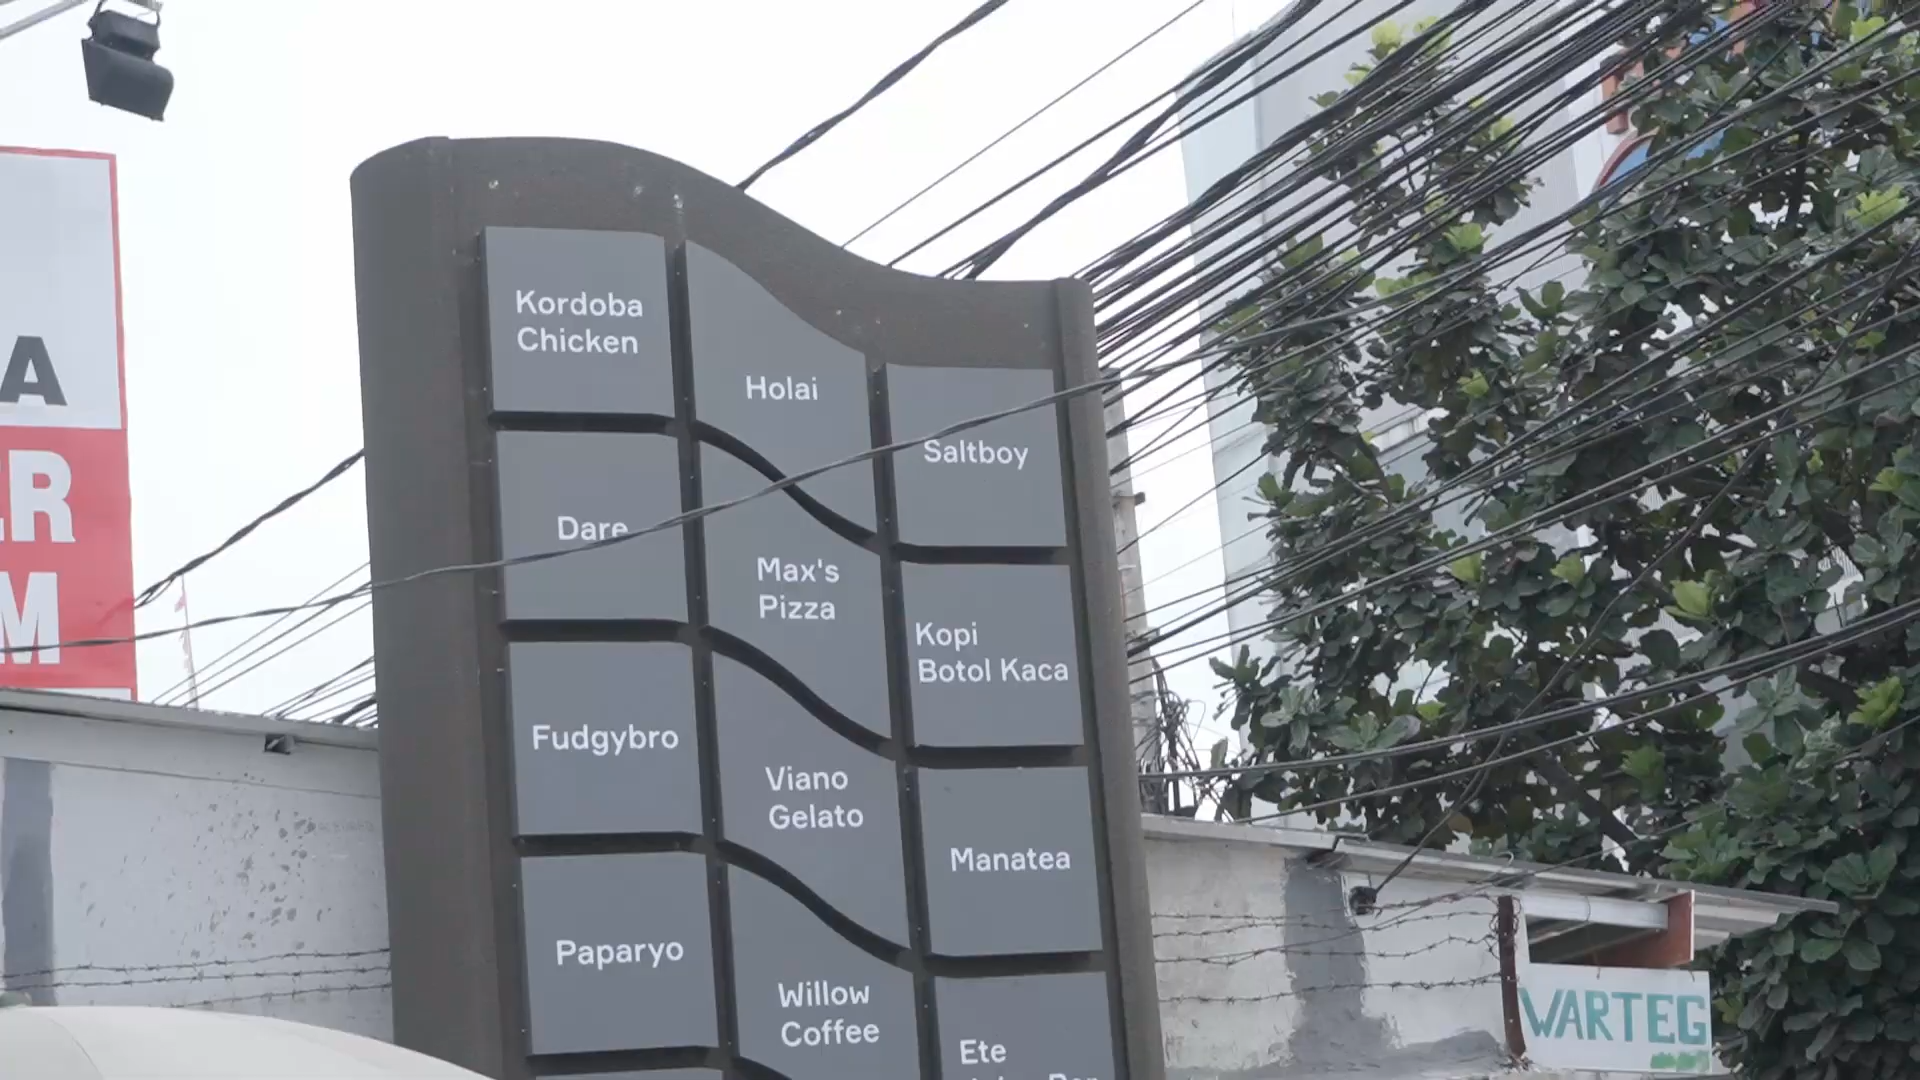 Kordoba
Chicken
Holai
Saltboy
Dare
Max's
Pizza
Kopi
Botol Kaca
Fudgybro
Viano
Gelato
Manatea
Paparyo
Willow
Coffee
Ete
A
R
M
WARTEG